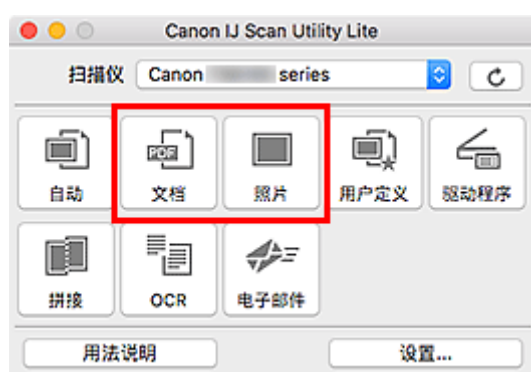 Canon IJ Scan Utility Lite
扫描仪 Canon series
自动 文档 照片 用户定义 驱动程序
拼接 OCR 电子邮件
用法说明 设置...